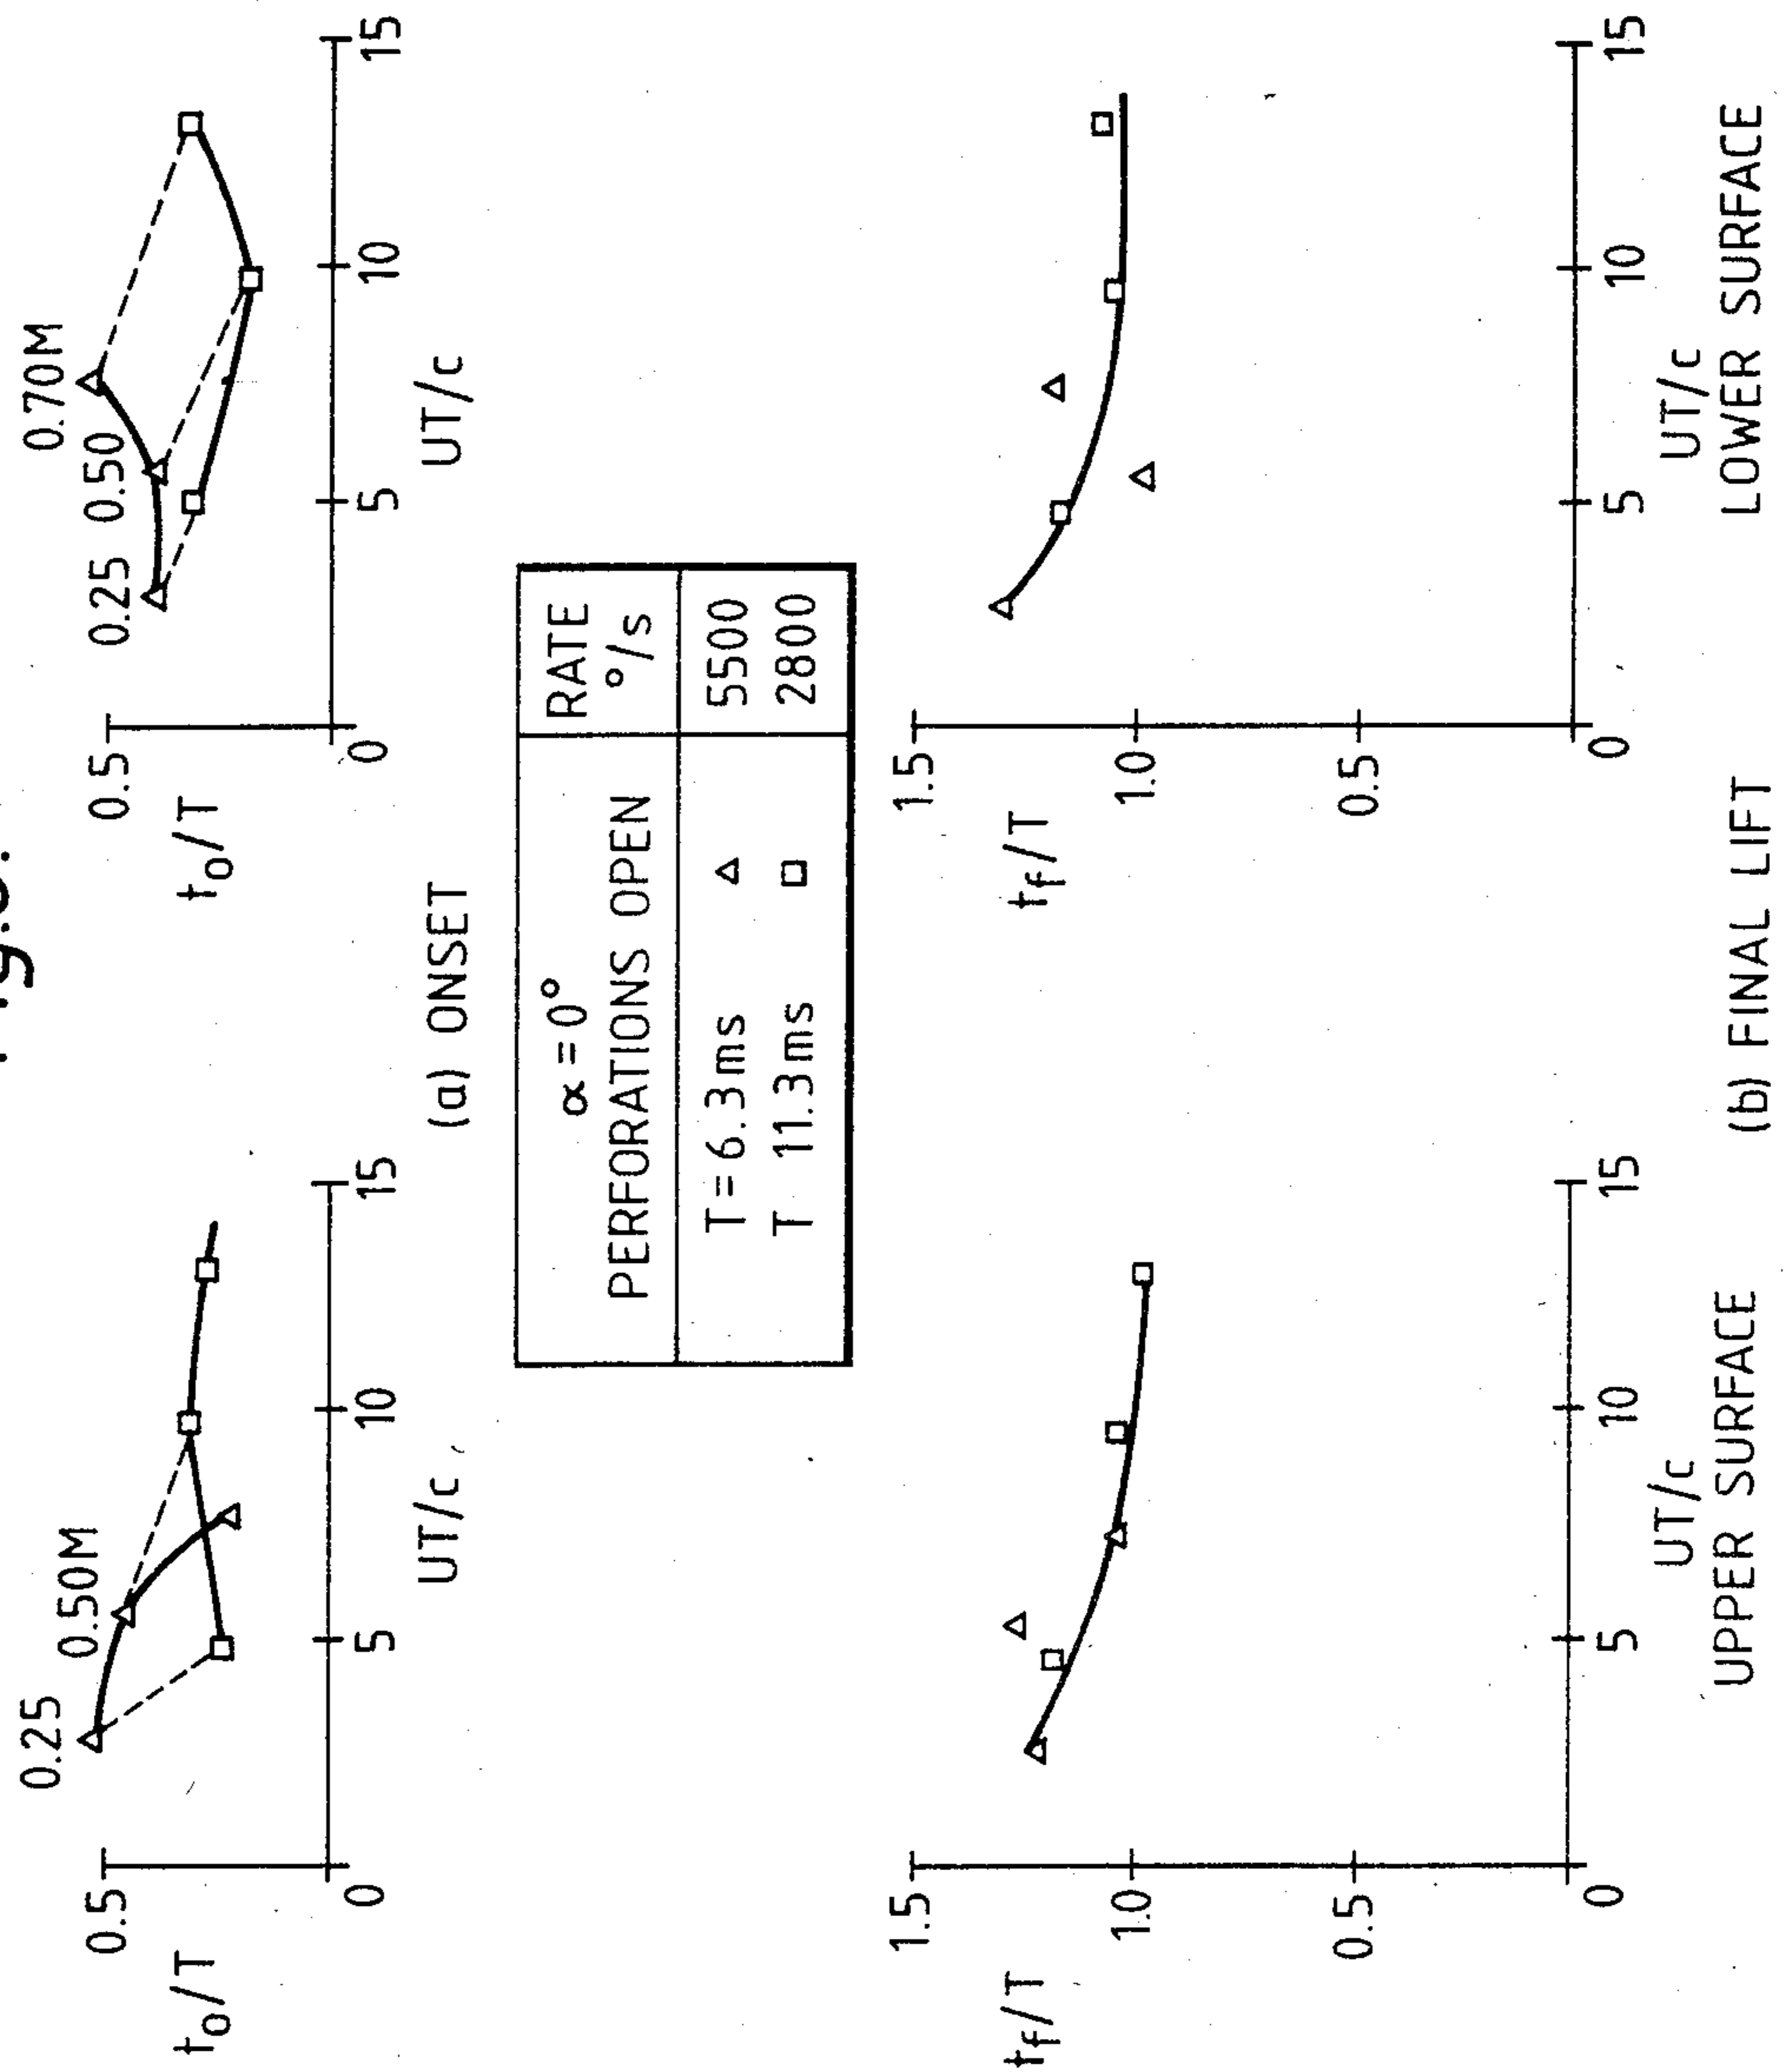 0.25
0.50M
0.5
t₀/T
0
5
10
15
UT/c
0.25 0.50
0.70M
0.5
t₀/T
0
5
10
15
UT/c
(a) ONSET
α = 0°
PERFORATIONS OPEN
RATE
°/s
T = 6.3ms △ 5500
T 11.3ms □ 2800
1.5
1.0
0.5
tf/T
0
5
10
15
UT/c
UPPER SURFACE
1.5
1.0
0.5
tf/T
0
5
10
15
UT/c
LOWER SURFACE
(b) FINAL LIFT